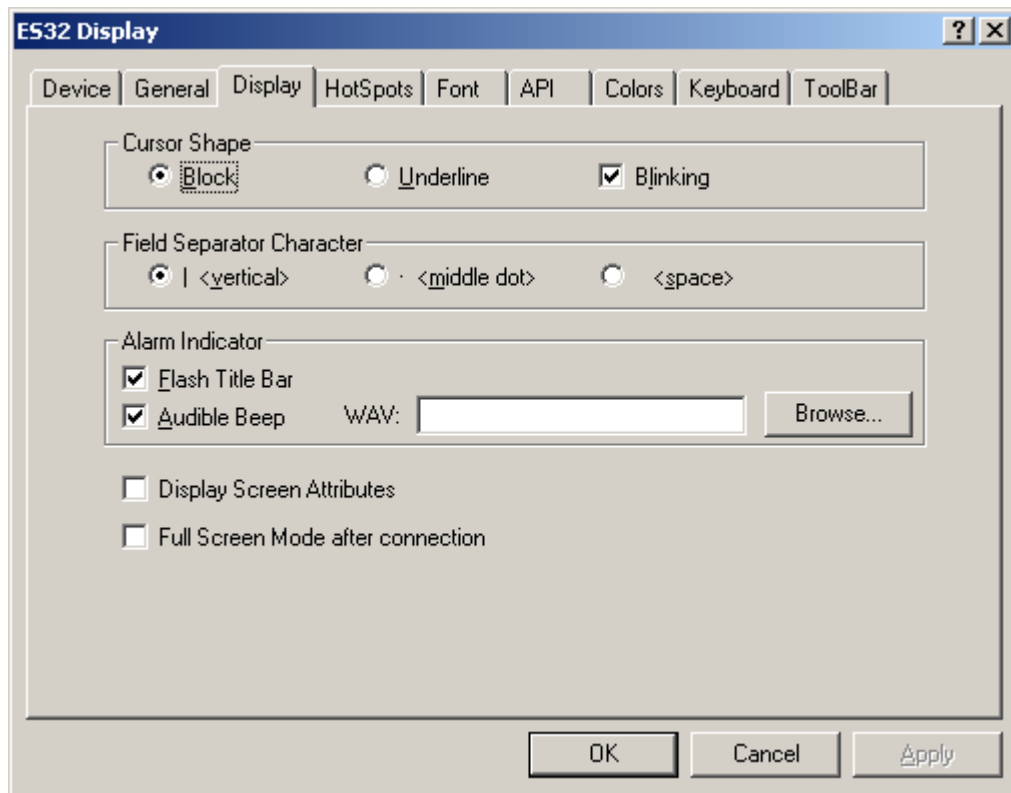 ES32 Display
Device General Display HotSpots Font API Colors Keyboard ToolBar
Cursor Shape
Block Underline Blinking
Field Separator Character
| <vertical> · <middle dot> <space>
Alarm Indicator
Flash Title Bar
Audible Beep WAV: Browse...
Display Screen Attributes
Full Screen Mode after connection
OK Cancel Apply